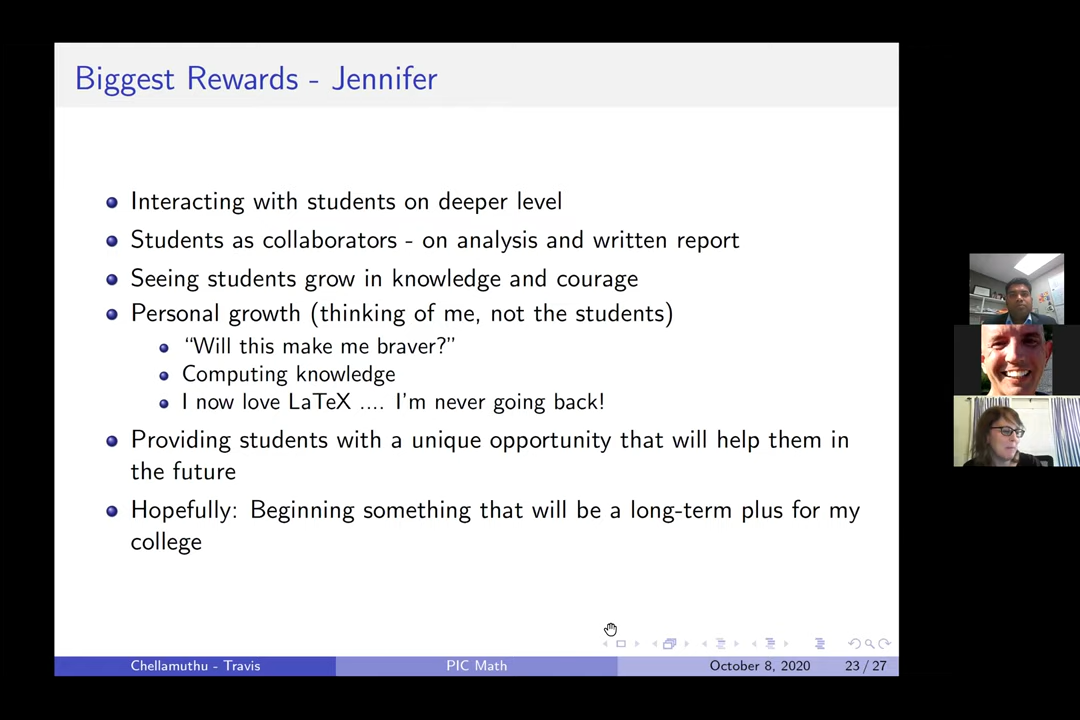 Biggest Rewards - Jennifer
Interacting with students on deeper level
Students as collaborators - on analysis and written report
Seeing students grow in knowledge and courage
Personal growth (thinking of me, not the students)
“Will this make me braver?”
Computing knowledge
I now love LaTeX .... I’m never going back!
Providing students with a unique opportunity that will help them in
the future
Hopefully: Beginning something that will be a long-term plus for my
college
Chellamuthu - Travis PIC Math October 8, 2020 23 / 27